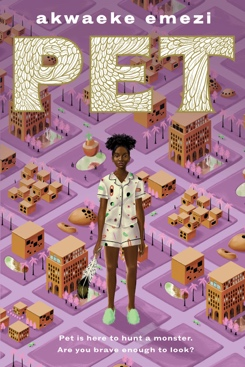 akwaeke emezi
PET
Pet is here to hunt a monster.
Are you brave enough to look?